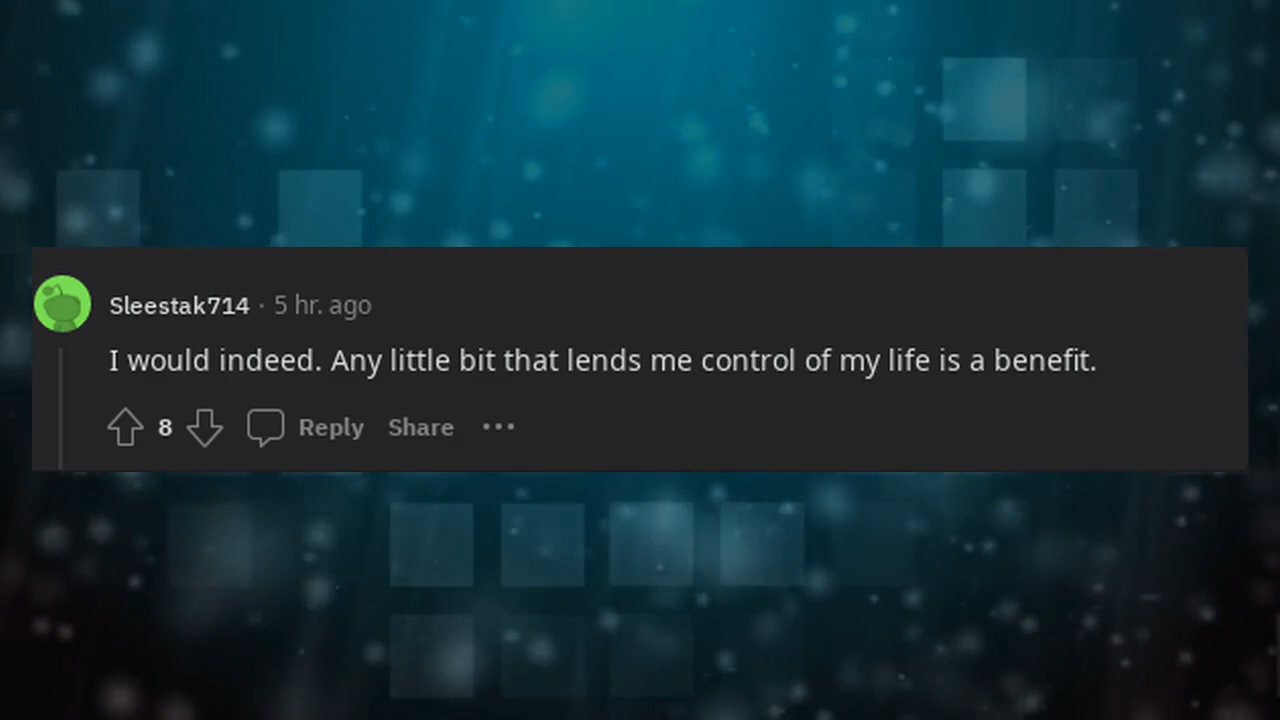 Sleestak714 · 5 hr. ago
I would indeed. Any little bit that lends me control of my life is a benefit.
8 Reply Share ···